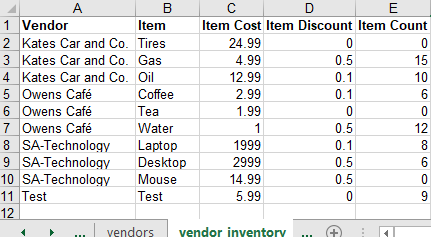 A B C D E
1 Vendor Item Item Cost Item Discount Item Count
2 Kates Car and Co. Tires 24.99 0 0
3 Kates Car and Co. Gas 4.99 0.5 15
4 Kates Car and Co. Oil 12.99 0.1 10
5 Owens Café Coffee 2.99 0.1 6
6 Owens Café Tea 1.99 0 0
7 Owens Café Water 1 0.5 12
8 SA-Technology Laptop 1999 0.1 8
9 SA-Technology Desktop 2999 0.5 6
10 SA-Technology Mouse 14.99 0.5 0
11 Test Test 5.99 0 9
12
... vendors vendor inventory ...